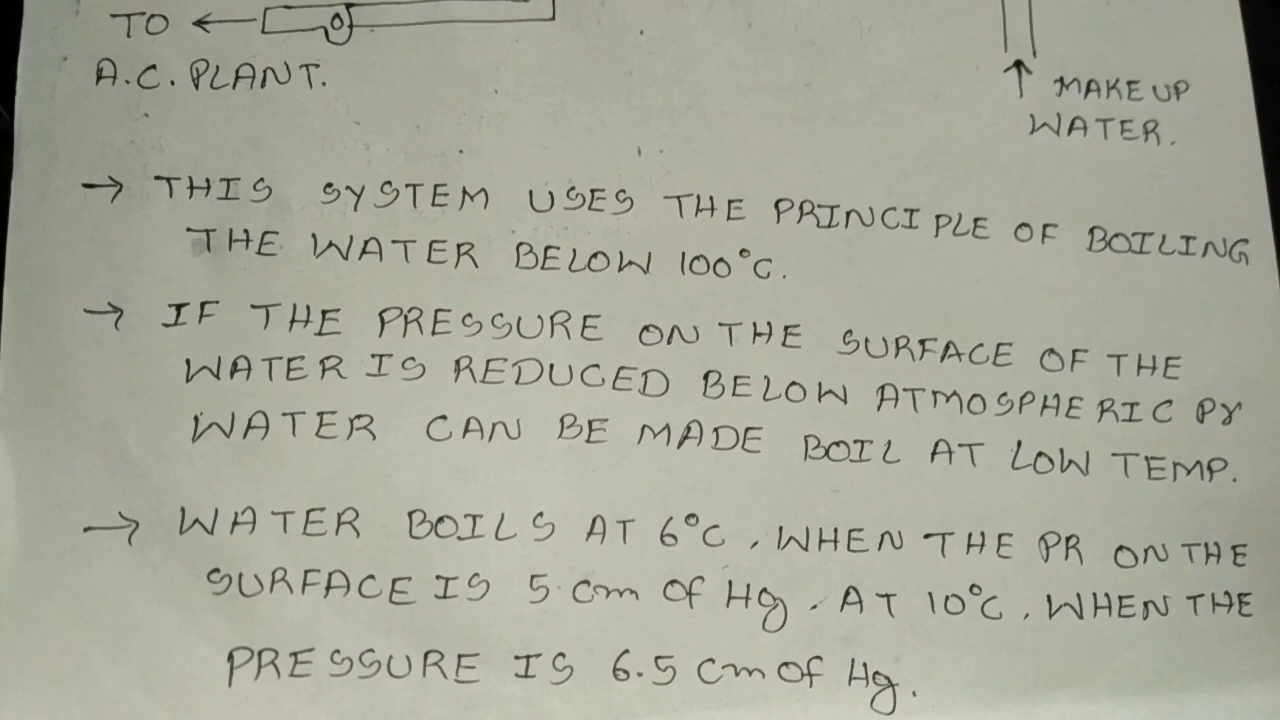 TO ←
A.C. PLANT.
↑ MAKE UP
WATER.
→ THIS SYSTEM USES THE PRINCIPLE OF BOILING
THE WATER BELOW 100°C.
→ IF THE PRESSURE ON THE SURFACE OF THE
WATER IS REDUCED BELOW ATMOSPHERIC Pr
WATER CAN BE MADE BOIL AT LOW TEMP.
→ WATER BOILS AT 6°C, WHEN THE PR ON THE
SURFACE IS 5 cm of Hg. AT 10°C, WHEN THE
PRESSURE IS 6.5 cm of Hg.